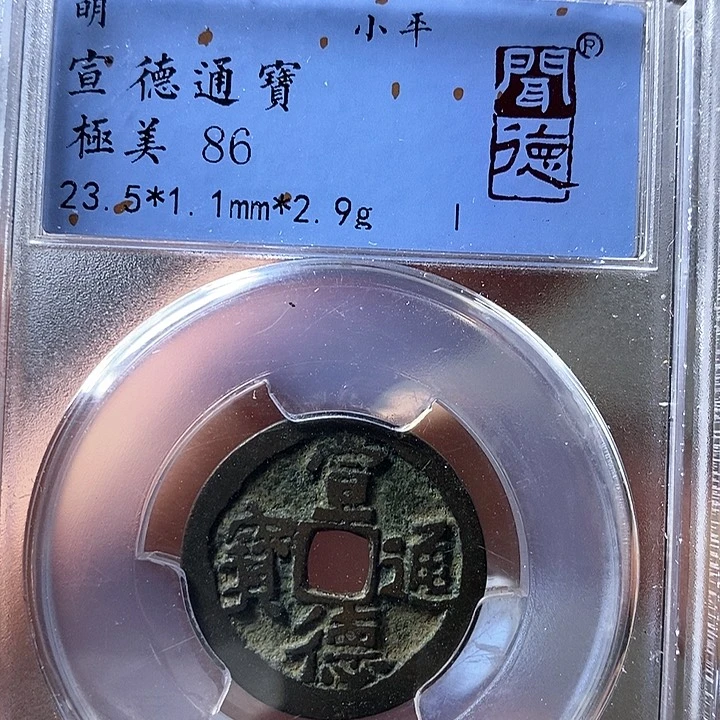 明 小平
宣德通寶
極美 86
23.5*1.1mm*2.9g
聞德®
宣德通寶